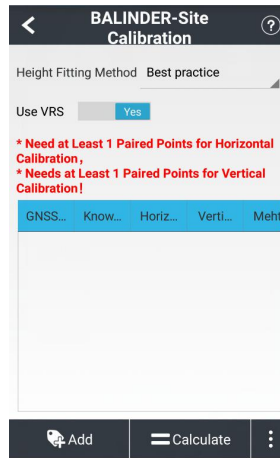 BALINDER-Site
Calibration
?
Height Fitting Method Best practice
Use VRS Yes
* Need at Least 1 Paired Points for Horizontal
Calibration,
* Needs at Least 1 Paired Points for Vertical
Calibration!
GNSS... Know... Horiz... Verti... Meht
Add Calculate